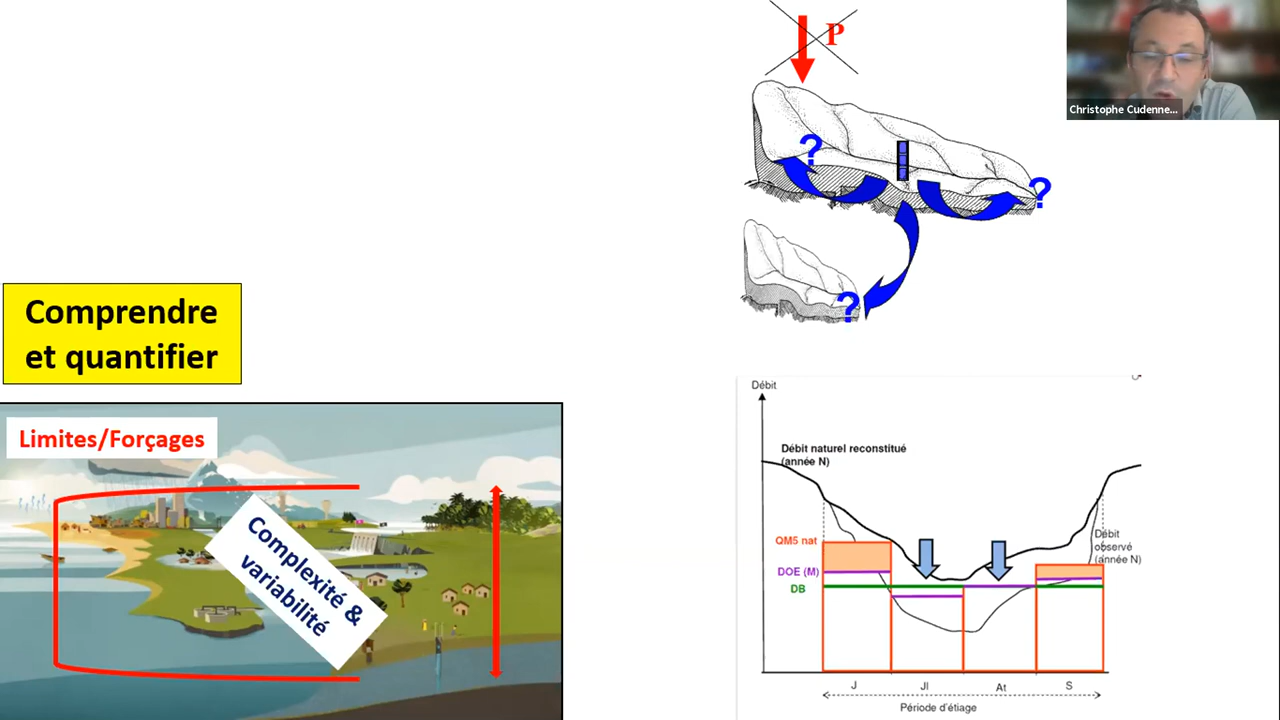 P
Christophe Cudenne...
?
?
?
Comprendre
et quantifier
Limites/Forçages
Complexité &
variabilité
Débit
Débit naturel reconstitué
(année N)
QM5 nat
DOE (M)
DB
Débit
observé
(année N)
J
Jl
At
S
Période d'étiage